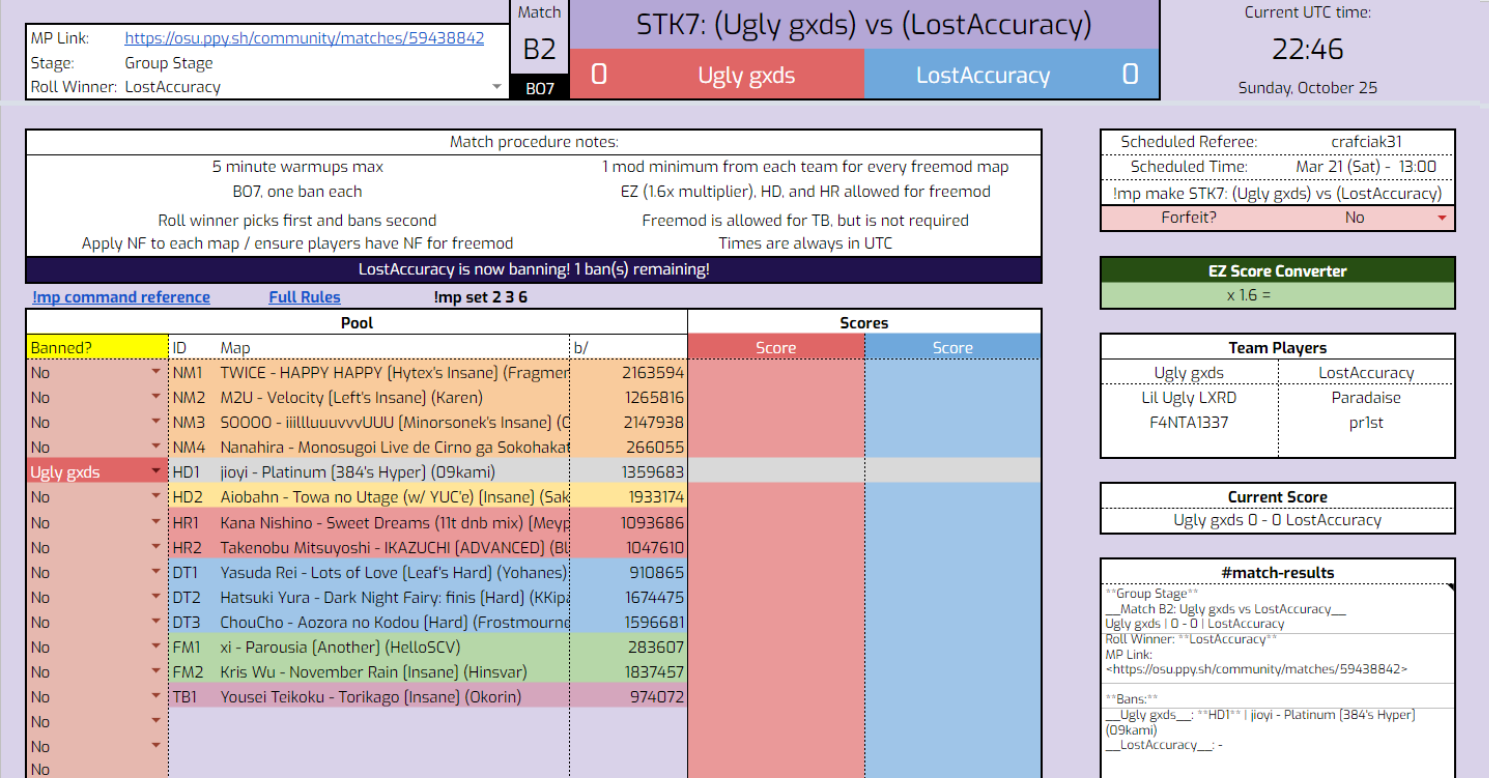 MP Link: https://osu.ppy.sh/community/matches/59438842
Stage: Group Stage
Roll Winner: LostAccuracy
Match
B2
BO7
STK7: (Ugly gxds) vs (LostAccuracy)
0 Ugly gxds LostAccuracy 0
Current UTC time:
22:46
Sunday, October 25
Match procedure notes:
5 minute warmups max 1 mod minimum from each team for every freemod map
BO7, one ban each EZ (1.6x multiplier), HD, and HR allowed for freemod
Roll winner picks first and bans second Freemod is allowed for TB, but is not required
Apply NF to each map / ensure players have NF for freemod Times are always in UTC
LostAccuracy is now banning! 1 ban(s) remaining!
!mp command reference Full Rules !mp set 2 3 6
Pool Scores
Banned? ID Map b/ Score Score
No NM1 TWICE - HAPPY HAPPY [Hytex's Insane] (Fragmen 2163594
No NM2 M2U - Velocity [Left's Insane] (Karen) 1265816
No NM3 SOOOO - iiilllluuuvvvUUU [Minorsonek's Insane] (C 2147938
No NM4 Nanahira - Monosugoi Live de Cirno ga Sokohakat 266055
Ugly gxds HD1 jioyi - Platinum [384's Hyper] (09kami) 1359683
No HD2 Aiobahn - Towa no Utage (w/ YUC'e) [Insane] (Sak 1933174
No HR1 Kana Nishino - Sweet Dreams (11t dnb mix) [Meyp 1093686
No HR2 Takenobu Mitsuyoshi - IKAZUCHI [ADVANCED] (Bl 1047610
No DT1 Yasuda Rei - Lots of Love [Leaf's Hard] (Yohanes) 910865
No DT2 Hatsuki Yura - Dark Night Fairy: finis [Hard] (KKipa 1674475
No DT3 ChouCho - Aozora no Kodou [Hard] (Frostmourne 1596681
No FM1 xi - Parousia [Another] (HelloSCV) 283607
No FM2 Kris Wu - November Rain [Insane] (Hinsvar) 1837457
No TB1 Yousei Teikoku - Torikago [Insane] (Okorin) 974072
No
No
No
Scheduled Referee: crafciak31
Scheduled Time: Mar 21 (Sat) - 13:00
!mp make STK7: (Ugly gxds) vs (LostAccuracy)
Forfeit? No
EZ Score Converter
x 1.6 =
Team Players
Ugly gxds LostAccuracy
Lil Ugly LXRD Paradaise
F4NTA1337 pr1st
Current Score
Ugly gxds 0 - 0 LostAccuracy
#match-results
**Group Stage**
__Match B2: Ugly gxds vs LostAccuracy__
Ugly gxds | 0 - 0 | LostAccuracy
Roll Winner: **LostAccuracy**
MP Link:
<https://osu.ppy.sh/community/matches/59438842>
**Bans:**
__Ugly gxds__: **HD1** | jioyi - Platinum [384's Hyper]
(09kami)
__LostAccuracy__: -